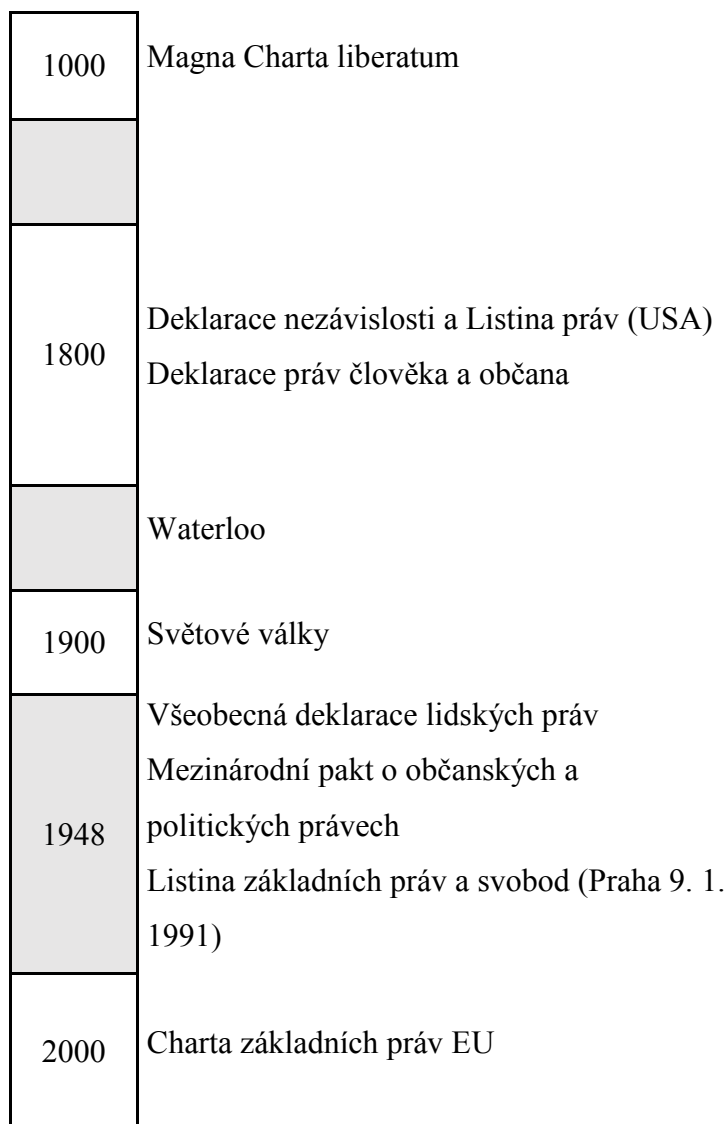 1000
Magna Charta liberatum
1800
Deklarace nezávislosti a Listina práv (USA)
Deklarace práv člověka a občana
Waterloo
1900
Světové války
1948
Všeobecná deklarace lidských práv
Mezinárodní pakt o občanských a
politických právech
Listina základních práv a svobod (Praha 9. 1.
1991)
2000
Charta základních práv EU